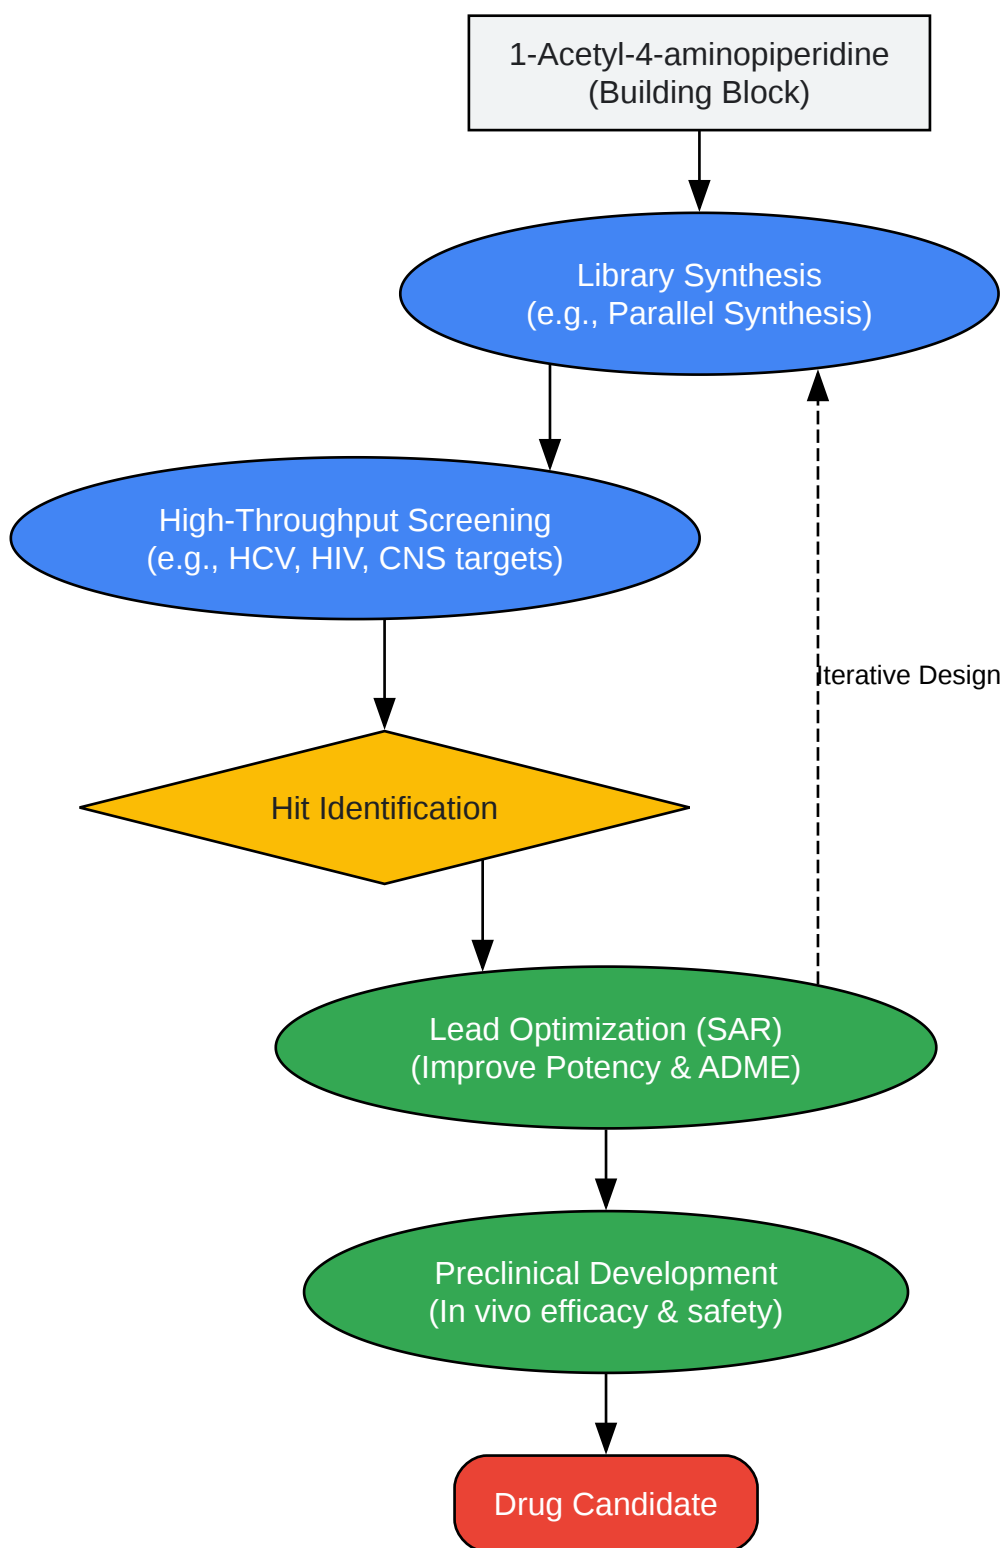 1-Acetyl-4-aminopiperidine
(Building Block)
Library Synthesis
(e.g., Parallel Synthesis)
High-Throughput Screening
(e.g., HCV, HIV, CNS targets)
Iterative Design
Hit Identification
Lead Optimization (SAR)
(Improve Potency & ADME)
Preclinical Development
(In vivo efficacy & safety)
Drug Candidate